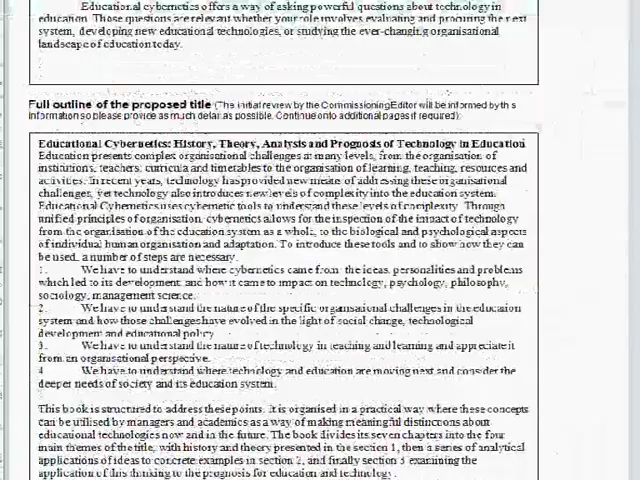 Educational cybernetics offers a way of asking powerful questions about technology in
education. Those questions are relevant whether your role involves evaluating and procuring the next
system, developing new educational technologies, or studying the ever-changing organisational
landscape of education today.
Full outline of the proposed title (The initial review by the Commissioning Editor will be informed by this
information so please provide as much detail as possible. Continue onto additional pages if required):
Educational Cybernetics: History, Theory, Analysis and Prognosis of Technology in Education
Education presents complex organisational challenges at many levels, from the organisation of
institutions, teachers, curricula and timetables to the organisation of learning, teaching, resources and
activities. In recent years, technology has provided new means of addressing these organisational
challenges, yet technology also introduces new levels of complexity into the education system.
Educational Cybernetics uses cybernetic tools to understand these levels of complexity. Through
unified principles of organisation, cybernetics allows for the inspection of the impact of technology
from the organisation of the education system as a whole, to the biological and psychological aspects
of individual human organisation and adaptation. To introduce these tools and to show how they can
be used, a number of steps are necessary.
1. We have to understand where cybernetics came from: the ideas, personalities and problems
which led to its development, and how it came to impact on technology, psychology, philosophy,
sociology, management science.
2. We have to understand the nature of the specific organisational challenges in the education
system and how those challenges have evolved in the light of social change, technological
development and educational policy.
3. We have to understand the nature of technology in teaching and learning and appreciate it
from an organisational perspective.
4. We have to understand where technology and education are moving next and consider the
deeper needs of society and its education system.
This book is structured to address these points. It is organised in a practical way where these concepts
can be utilised by managers and academics as a way of making meaningful distinctions about
educational technologies now and in the future. The book divides its seven chapters into the four
main themes of the title, with history and theory presented in the section 1, then a series of analytical
applications of ideas to concrete examples in section 2, and finally section 3 examining the
application of this thinking to the prognosis for education and technology.